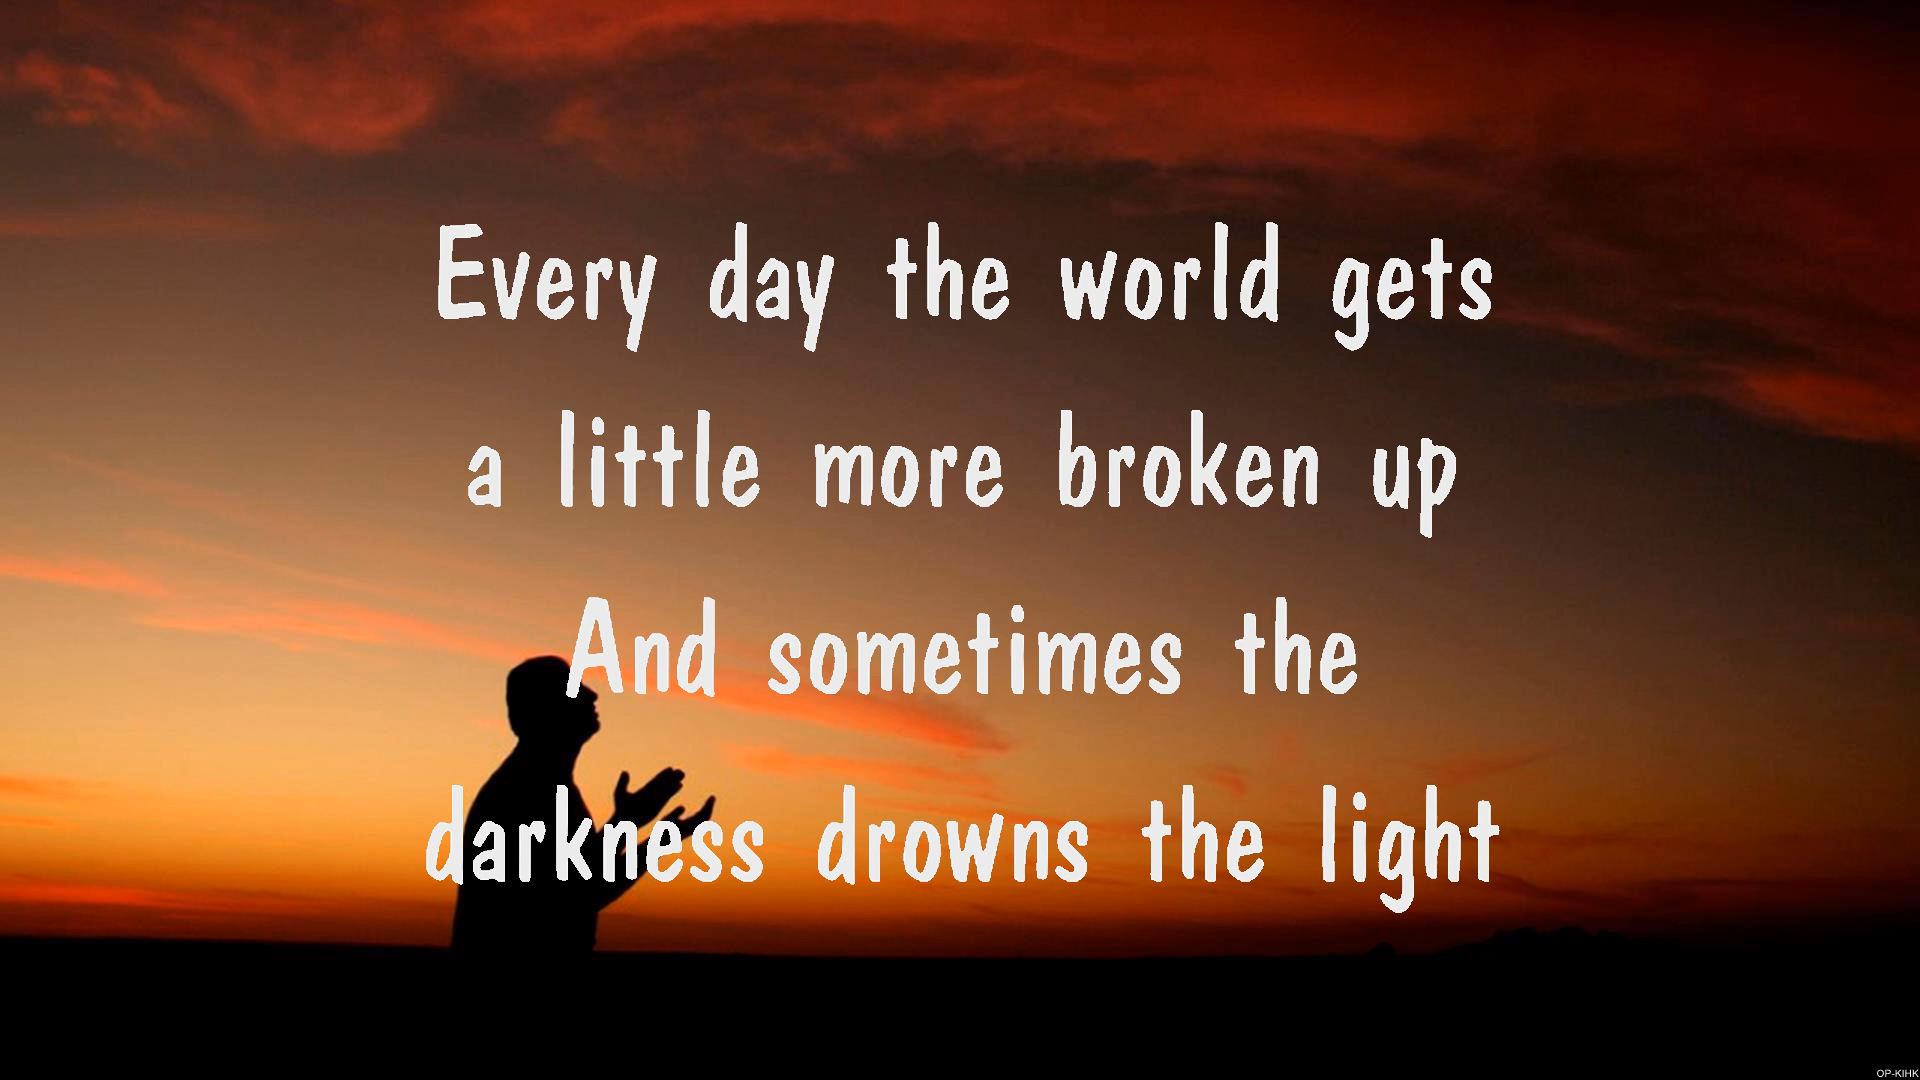 Every day the world gets
a little more broken up
And sometimes the
darkness drowns the light
OP-KIHK